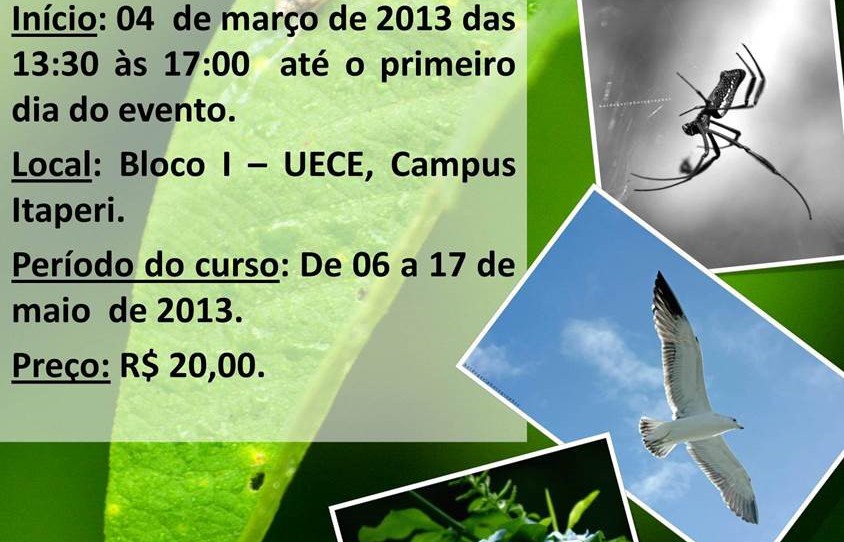 Início: 04 de março de 2013 das
13:30 às 17:00 até o primeiro
dia do evento.
Local: Bloco I – UECE, Campus
Itaperi.
Período do curso: De 06 a 17 de
maio de 2013.
Preço: R$ 20,00.